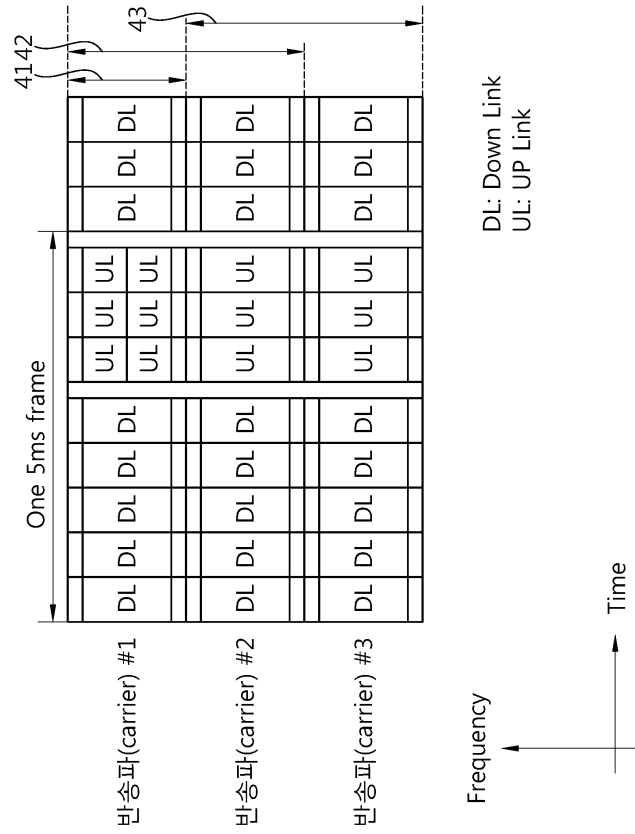 One 5ms frame
41
42
43
반송파(carrier) #1
DL DL DL DL DL UL UL UL DL DL DL
UL UL UL
반송파(carrier) #2
DL DL DL DL DL UL UL UL DL DL DL
반송파(carrier) #3
DL DL DL DL DL UL UL UL DL DL DL
Frequency
Time
DL: Down Link
UL: UP Link